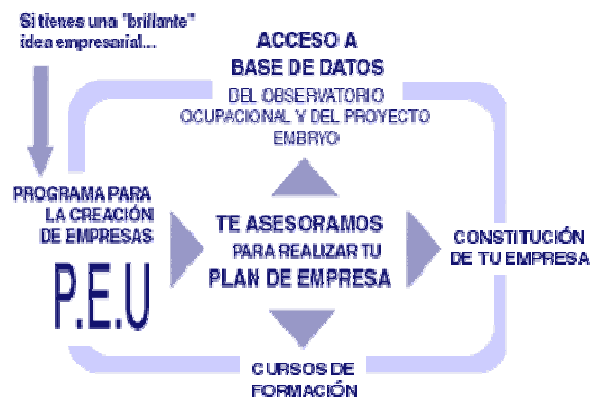 Si tienes una "brillante"
idea empresarial...
ACCESO A
BASE DE DATOS
DEL OBSERVATORIO
OCUPACIONAL Y DEL PROYECTO
EMBRYO
PROGRAMA PARA
LA CREACIÓN
DE EMPRESAS
P.E.U
TE ASESORAMOS
PARA REALIZAR TU
PLAN DE EMPRESA
CONSTITUCIÓN
DE TU EMPRESA
CURSOS DE
FORMACIÓN